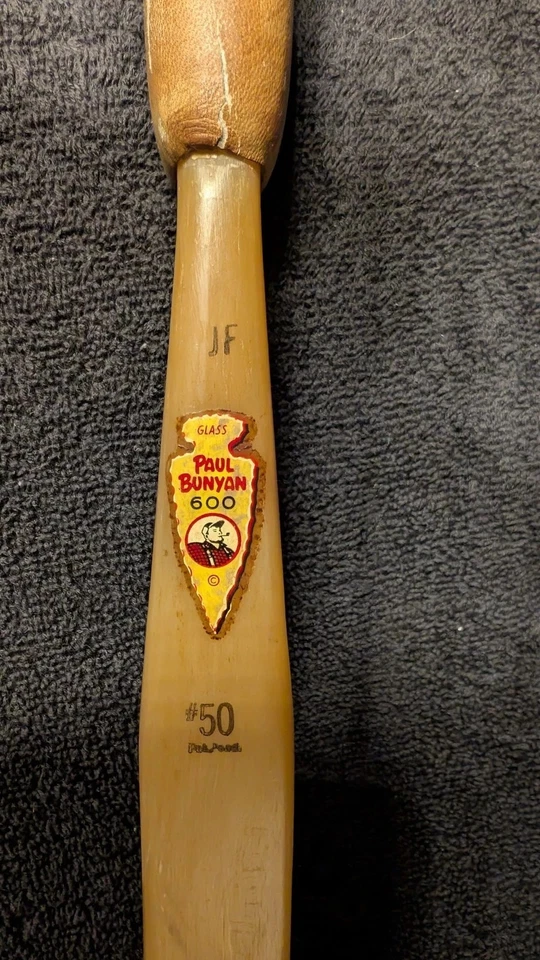 JF
GLASS
PAUL
BUNYAN
600
©
#50
Pat. Pend.